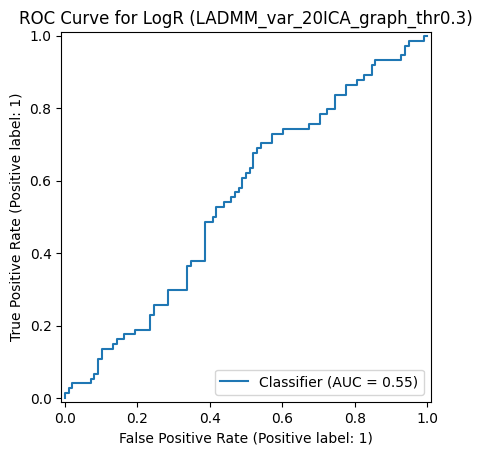 ROC Curve for LogR (LADMM_var_20ICA_graph_thr0.3)
True Positive Rate (Positive label: 1)
1.0
0.8
0.6
0.4
0.2
0.0
Classifier (AUC = 0.55)
0.0 0.2 0.4 0.6 0.8 1.0
False Positive Rate (Positive label: 1)